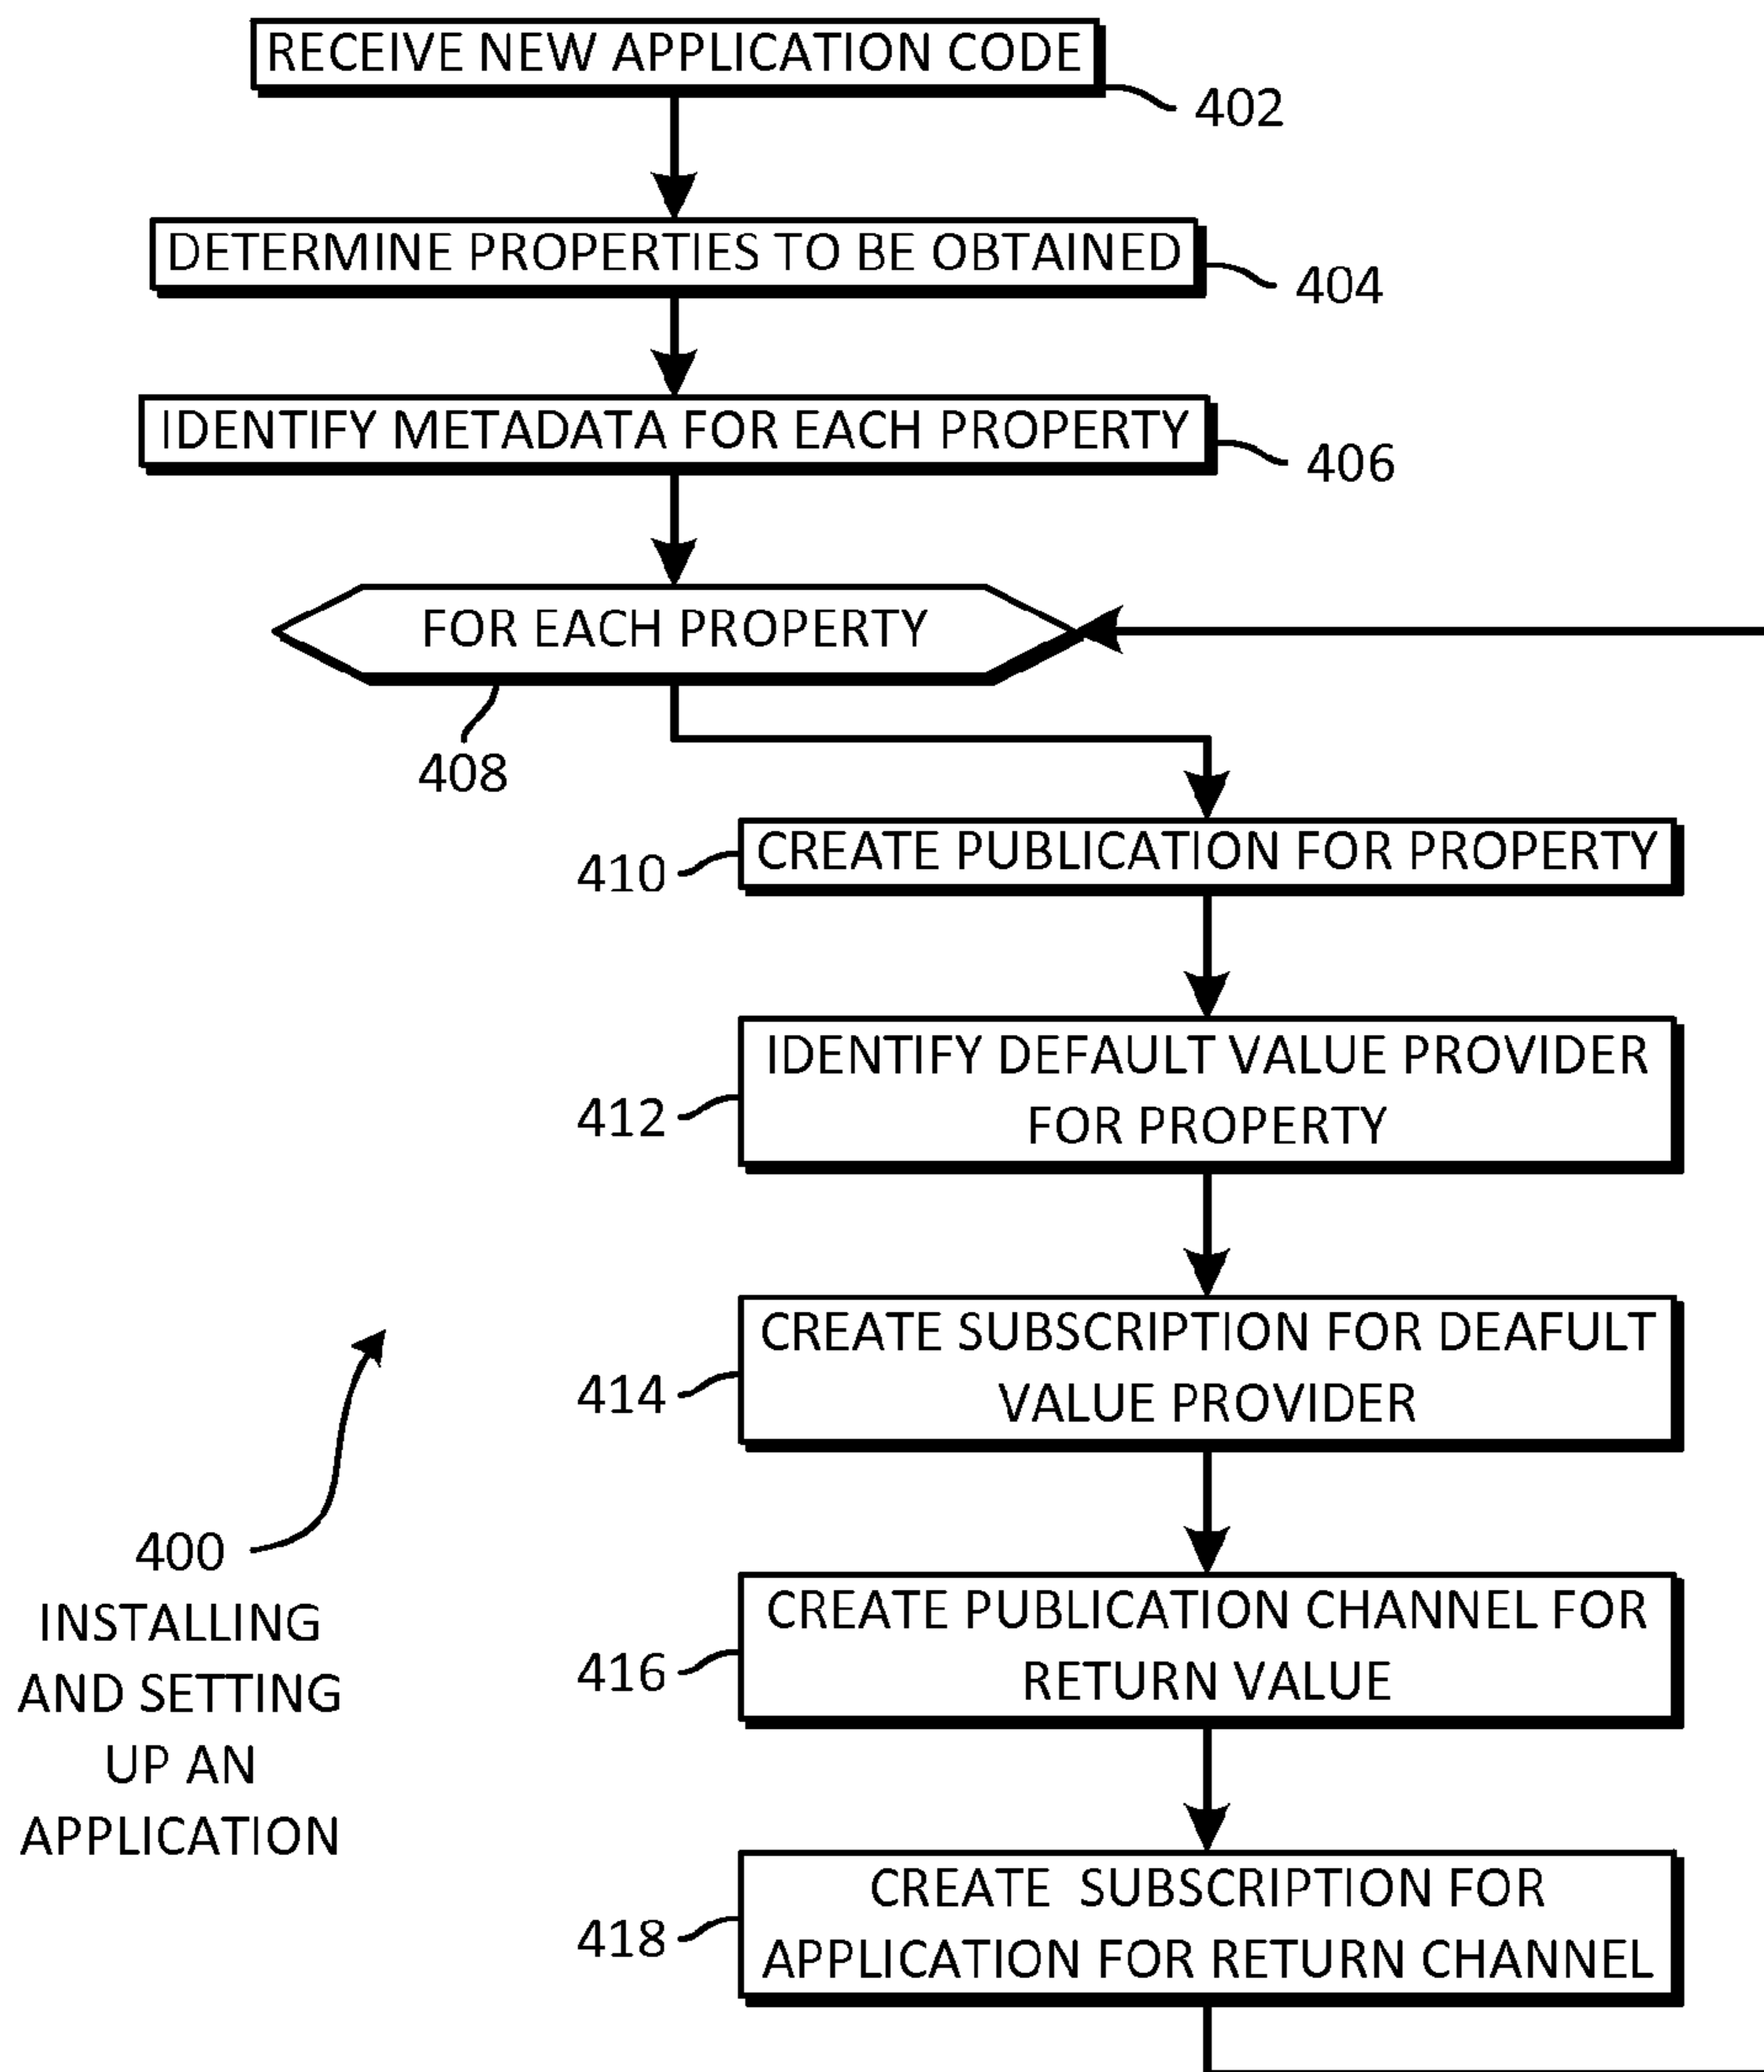 RECEIVE NEW APPLICATION CODE
402
DETERMINE PROPERTIES TO BE OBTAINED
404
IDENTIFY METADATA FOR EACH PROPERTY
406
FOR EACH PROPERTY
408
CREATE PUBLICATION FOR PROPERTY
410
IDENTIFY DEFAULT VALUE PROVIDER
FOR PROPERTY
412
CREATE SUBSCRIPTION FOR DEAFULT
VALUE PROVIDER
414
CREATE PUBLICATION CHANNEL FOR
RETURN VALUE
416
CREATE SUBSCRIPTION FOR
APPLICATION FOR RETURN CHANNEL
418
400
INSTALLING
AND SETTING
UP AN
APPLICATION